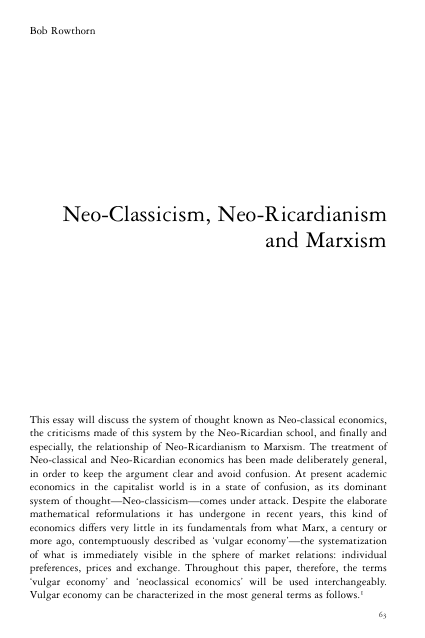 Bob Rowthorn
Neo-Classicism, Neo-Ricardianism
and Marxism
This essay will discuss the system of thought known as Neo-classical economics,
the criticisms made of this system by the Neo-Ricardian school, and finally and
especially, the relationship of Neo-Ricardianism to Marxism. The treatment of
Neo-classical and Neo-Ricardian economics has been made deliberately general,
in order to keep the argument clear and avoid confusion. At present academic
economics in the capitalist world is in a state of confusion, as its dominant
system of thought—Neo-classicism—comes under attack. Despite the elaborate
mathematical reformulations it has undergone in recent years, this kind of
economics differs very little in its fundamentals from what Marx, a century or
more ago, contemptuously described as ‘vulgar economy’—the systematization
of what is immediately visible in the sphere of market relations: individual
preferences, prices and exchange. Throughout this paper, therefore, the terms
‘vulgar economy’ and ‘neoclassical economics’ will be used interchangeably.
Vulgar economy can be characterized in the most general terms as follows.¹
63